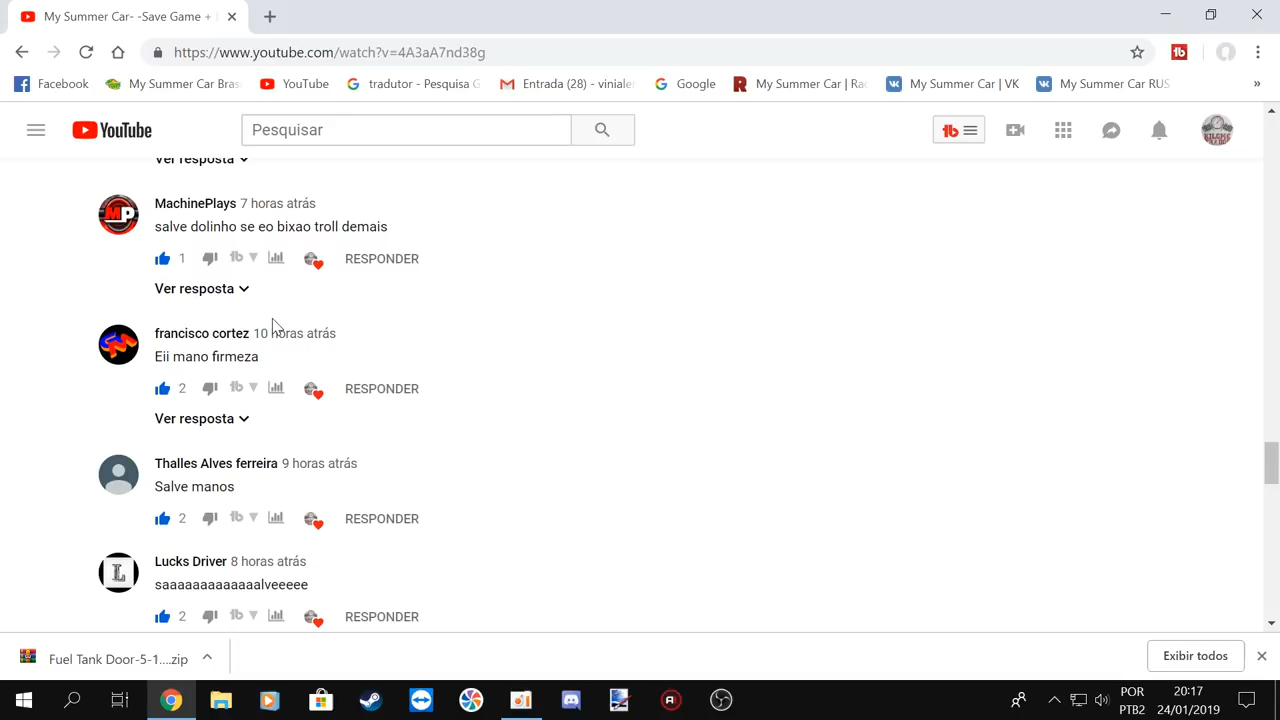 My Summer Car- -Save Game +
https://www.youtube.com/watch?v=4A3aA7nd38g
Facebook My Summer Car Bras YouTube tradutor - Pesquisa G Entrada (28) - vinialer Google My Summer Car | Rac My Summer Car | VK My Summer Car RUS »
YouTube Pesquisar
Ver resposta
MachinePlays 7 horas atrás
salve dolinho se eo bixao troll demais
1 RESPONDER
Ver resposta
francisco cortez 10 horas atrás
Eii mano firmeza
2 RESPONDER
Ver resposta
Thalles Alves ferreira 9 horas atrás
Salve manos
2 RESPONDER
Lucks Driver 8 horas atrás
saaaaaaaaaaaaalveeeee
2 RESPONDER
Fuel Tank Door-5-1....zip Exibir todos
POR 20:17
PTB2 24/01/2019